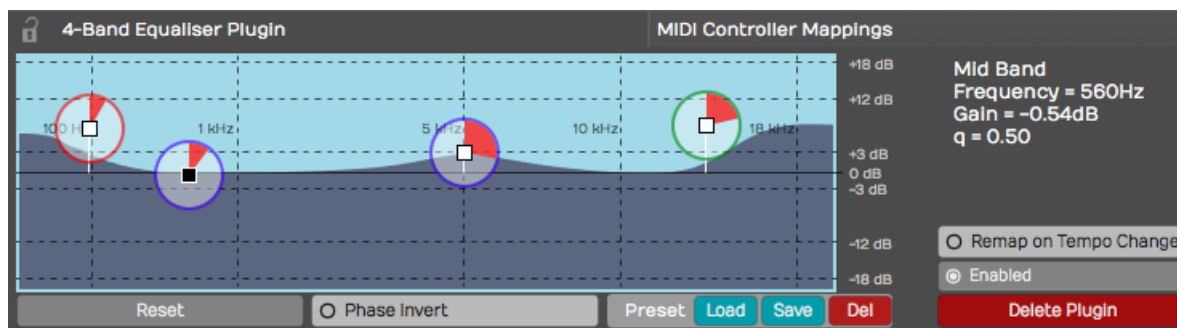 4-Band Equaliser Plugin
MIDI Controller Mappings
+18 dB
+12 dB
+3 dB
0 dB
-3 dB
-12 dB
-18 dB
100 Hz
1 kHz
5 kHz
10 kHz
18 kHz
Mid Band
Frequency = 560Hz
Gain = -0.54dB
q = 0.50
Remap on Tempo Change
Enabled
Reset
Phase Invert
Preset
Load
Save
Del
Delete Plugin